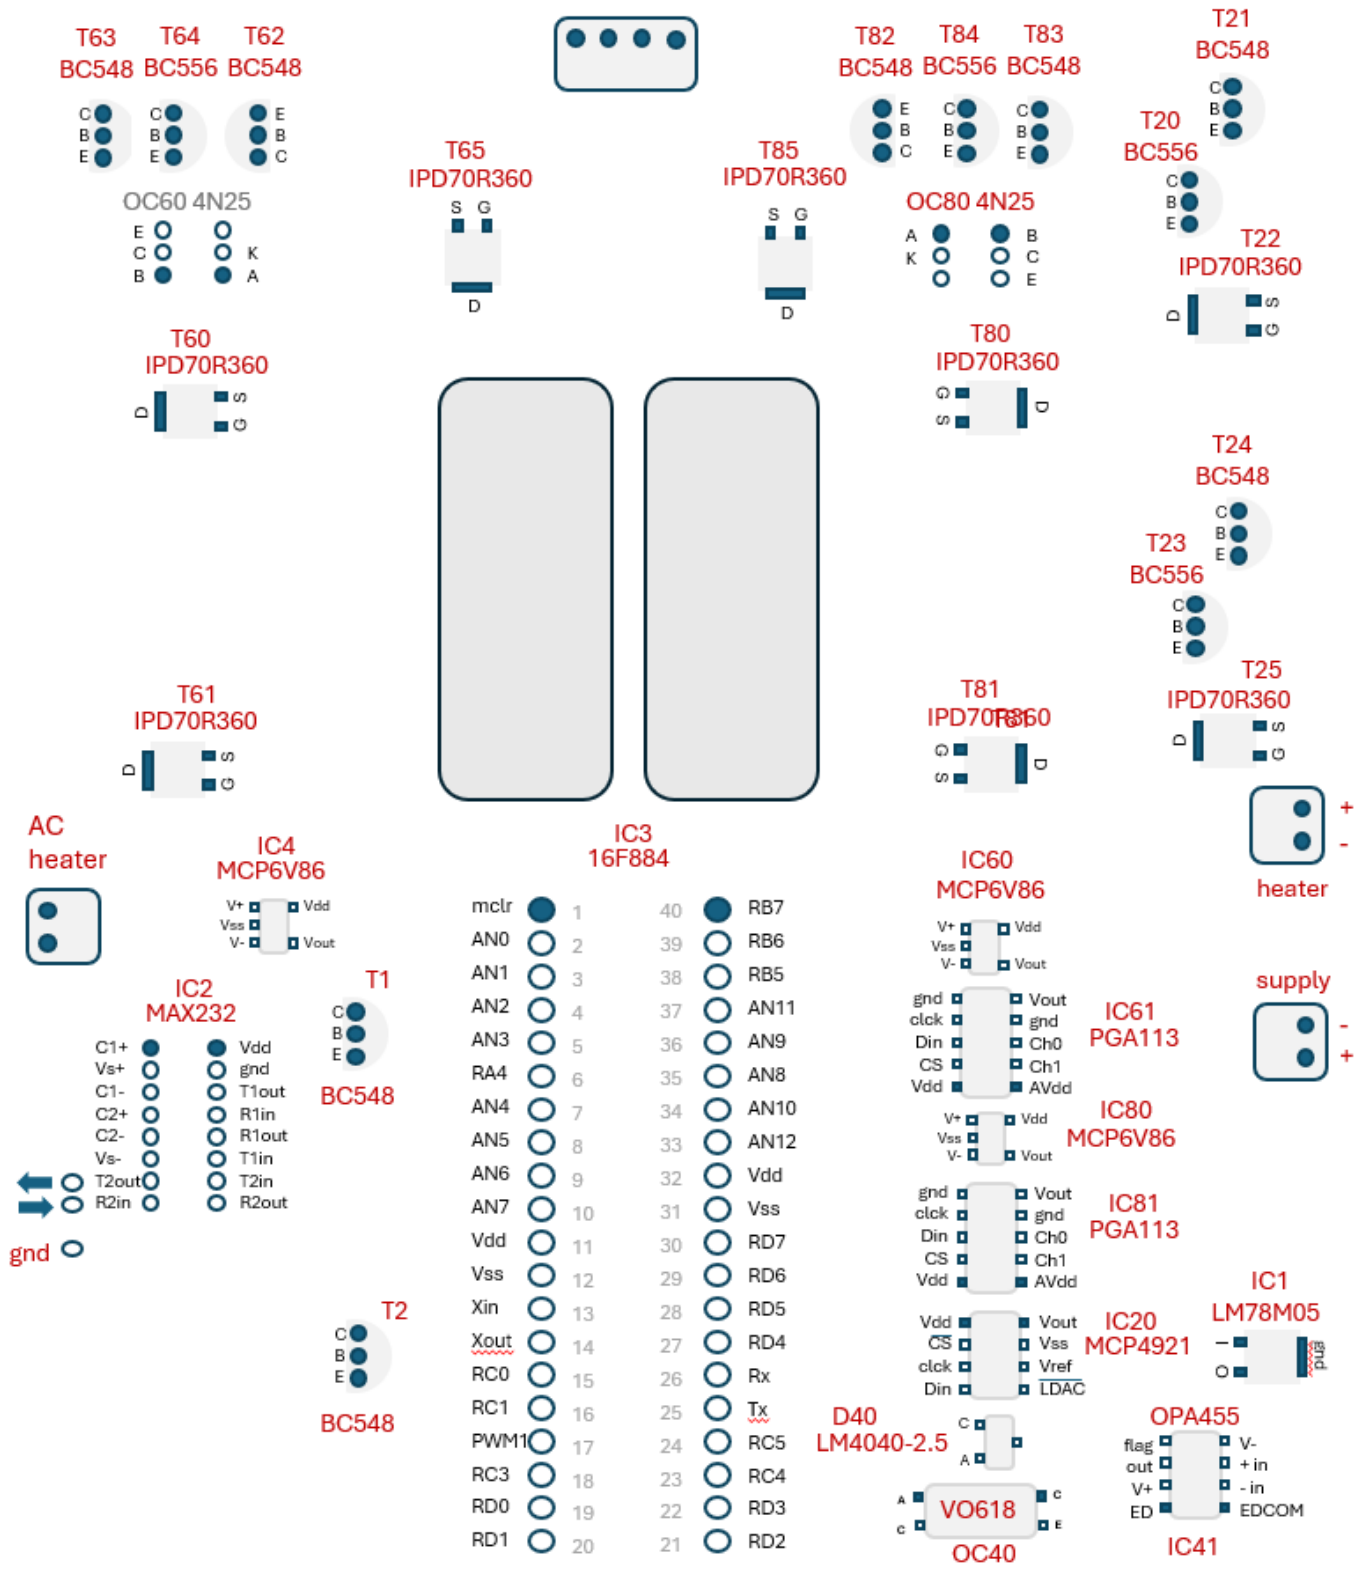 T63 T64 T62
BC548 BC556 BC548
C C E
B B B
E E C
OC60 4N25
E
C K
B A
T60
IPD70R360
D S G
T65
IPD70R360
S G
D
T85
IPD70R360
S G
D
T82 T84 T83
BC548 BC556 BC548
E C C
B B B
C E E
OC80 4N25
A B
K C
E
T80
IPD70R360
G S D
T21
BC548
C
B
E
T20
BC556
C
B
E
T22
IPD70R360
D S G
T24
BC548
C
B
E
T23
BC556
C
B
E
T25
IPD70R360
D S G
T61
IPD70R360
D S G
T81
IPD70R360
T81
G S D
+
-
heater
supply
-
+
AC
heater
IC4
MCP6V86
V+ Vdd
Vss
V- Vout
IC2
MAX232
C1+ Vdd
Vs+ gnd
C1- T1out
C2+ R1in
C2- R1out
Vs- T1in
T2out T2in
R2in R2out
gnd
T1
C
B
E
BC548
T2
C
B
E
BC548
IC3
16F884
mclr 1 40 RB7
AN0 2 39 RB6
AN1 3 38 RB5
AN2 4 37 AN11
AN3 5 36 AN9
RA4 6 35 AN8
AN4 7 34 AN10
AN5 8 33 AN12
AN6 9 32 Vdd
AN7 10 31 Vss
Vdd 11 30 RD7
Vss 12 29 RD6
Xin 13 28 RD5
Xout 14 27 RD4
RC0 15 26 Rx
RC1 16 25 Tx
PWM1 17 24 RC5
RC3 18 23 RC4
RD0 19 22 RD3
RD1 20 21 RD2
IC60
MCP6V86
V+ Vdd
Vss
V- Vout
IC61
PGA113
gnd Vout
clck gnd
Din Ch0
CS Ch1
Vdd AVdd
IC80
MCP6V86
V+ Vdd
Vss
V- Vout
IC81
PGA113
gnd Vout
clck gnd
Din Ch0
CS Ch1
Vdd AVdd
IC20
MCP4921
Vdd Vout
CS Vss
clck Vref
Din LDAC
D40
LM4040-2.5
C
A
A C
VO618
C E
OC40
IC1
LM78M05
I
O
gnd
OPA455
flag V-
out + in
V+ - in
ED EDCOM
IC41